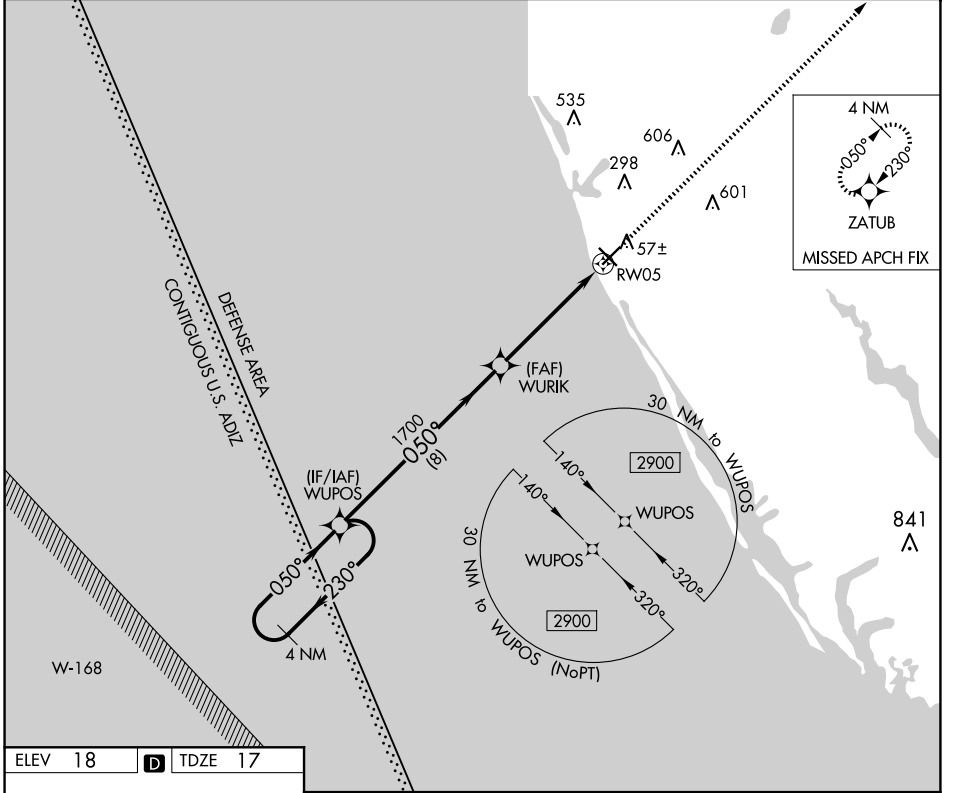 535
606
298
601
57±
RW05
4 NM
050°
230°
ZATUB
MISSED APCH FIX
DEFENSE AREA
CONTIGUOUS U.S. ADIZ
(FAF)
WURIK
1700
050°
(8)
(IF/IAF)
WUPOS
050°
230°
4 NM
30 NM to WUPOS
2900
140°
WUPOS
320°
140°
WUPOS
320°
2900
30 NM to WUPOS (NoPT)
841
W-168
ELEV 18 D TDZE 17